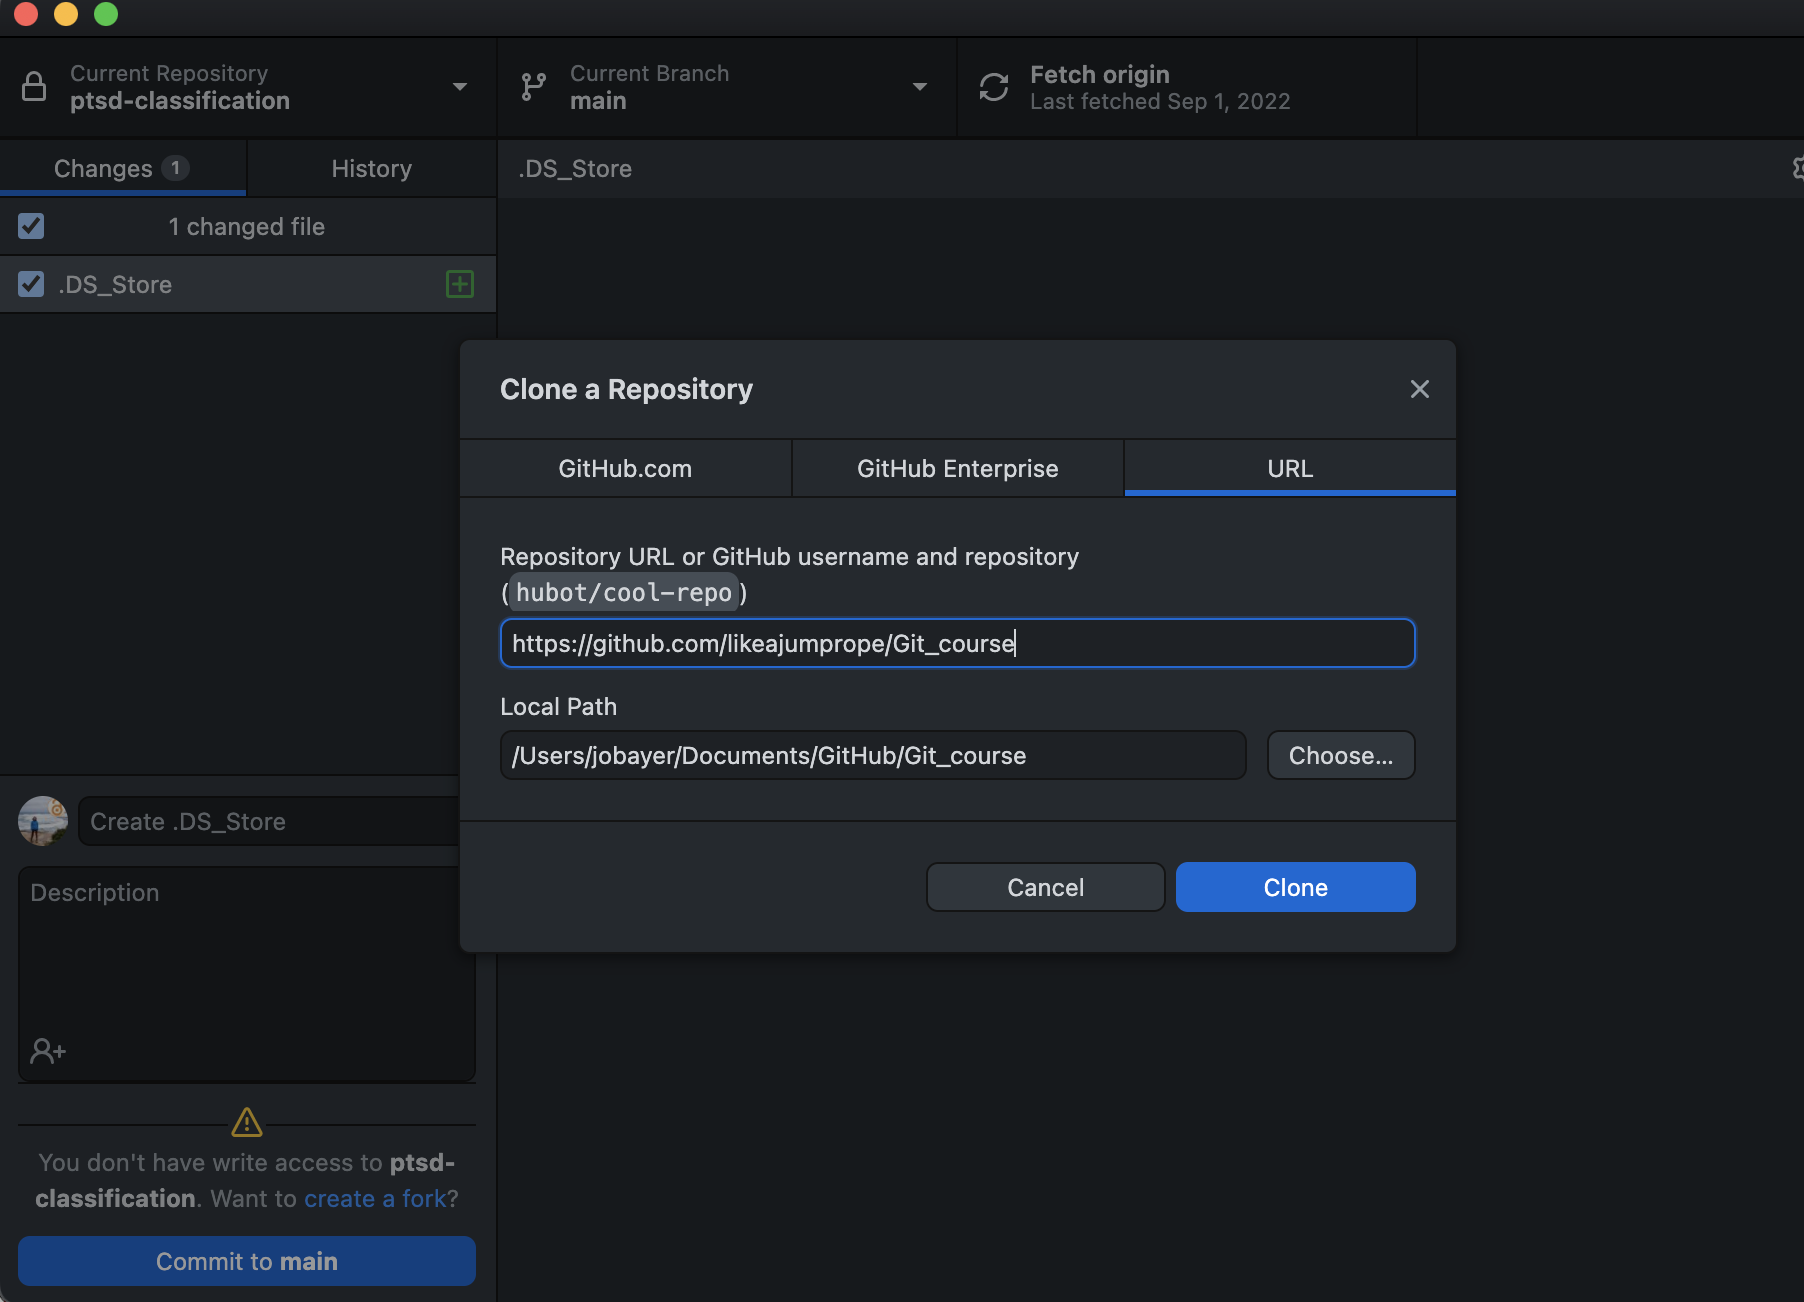 Current Repository
ptsd-classification
Current Branch
main
Fetch origin
Last fetched Sep 1, 2022
Changes 1
History
.DS_Store
1 changed file
.DS_Store
Clone a Repository
GitHub.com
GitHub Enterprise
URL
Repository URL or GitHub username and repository
(hubot/cool-repo)
https://github.com/likeajumprope/Git_course
Local Path
/Users/jobayer/Documents/GitHub/Git_course
Choose...
Cancel
Clone
Create .DS_Store
Description
You don't have write access to ptsd-
classification. Want to create a fork?
Commit to main